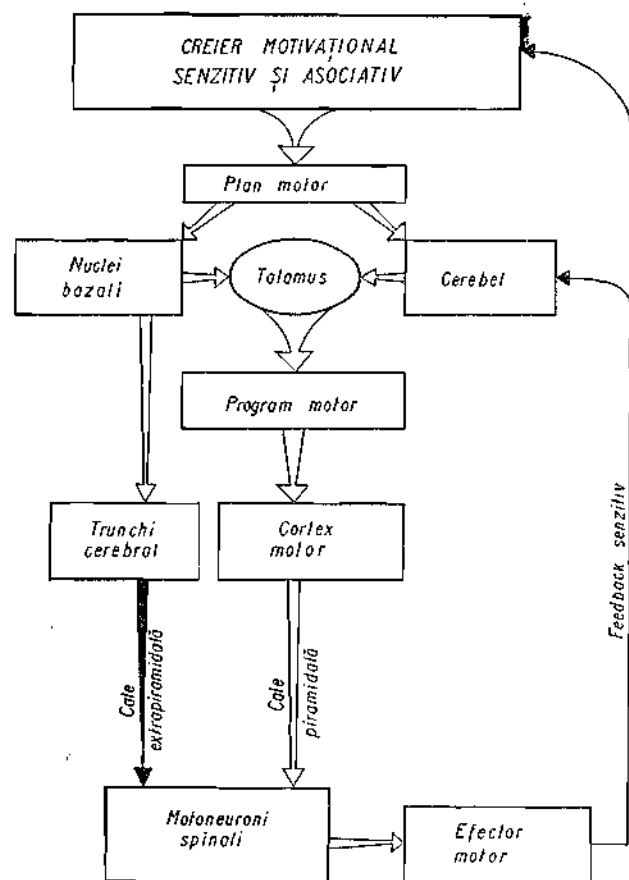 CREIER MOTIVAȚIONAL
SENZITIV ȘI ASOCIATIV
Plan motor
Nuclei
bazali
Talamus
Cerebel
Program motor
Trunchi
cerebral
Cortex
motor
Feedback senzitiv
Cale
extrapiramidală
Cale
piramidală
Motoneuroni
spinali
Efector
motor